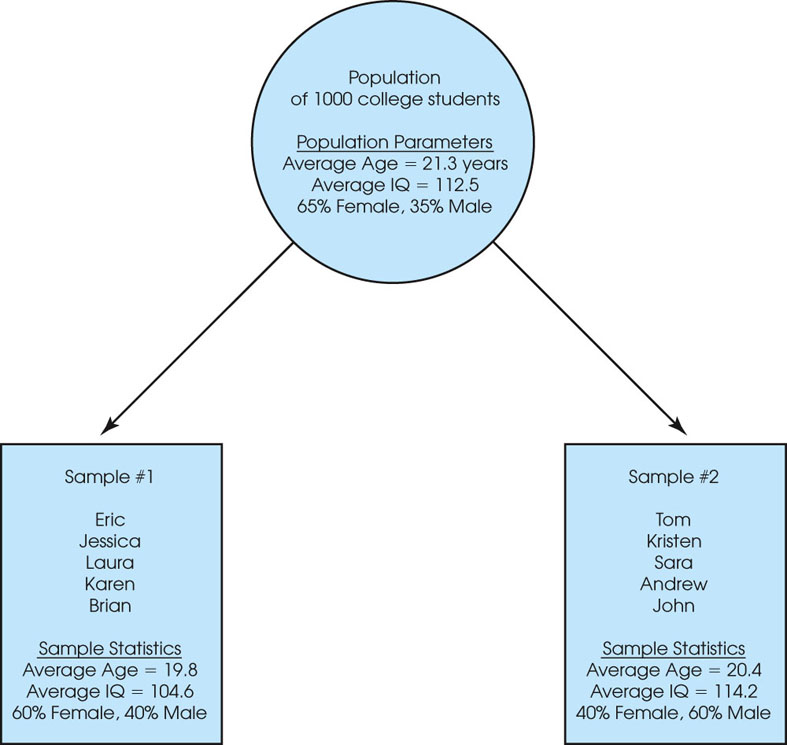 Population
of 1000 college students
Population Parameters
Average Age = 21.3 years
Average IQ = 112.5
65% Female, 35% Male
Sample #1
Eric
Jessica
Laura
Karen
Brian
Sample Statistics
Average Age = 19.8
Average IQ = 104.6
60% Female, 40% Male
Sample #2
Tom
Kristen
Sara
Andrew
John
Sample Statistics
Average Age = 20.4
Average IQ = 114.2
40% Female, 60% Male